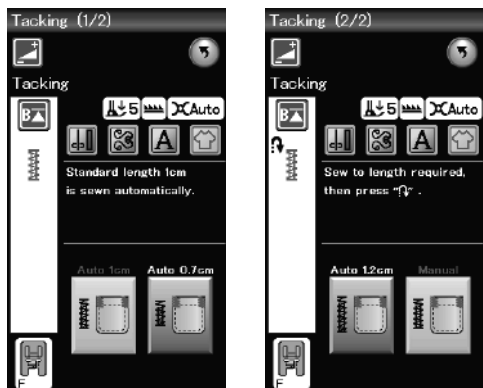 Tacking (1/2)
Tacking
B
5
Auto
A
Standard length 1cm
is sewn automatically.
Auto 1cm Auto 0.7cm
F
Tacking (2/2)
Tacking
B
5
Auto
A
Sew to length required,
then press " ".
Auto 1.2cm Manual
F